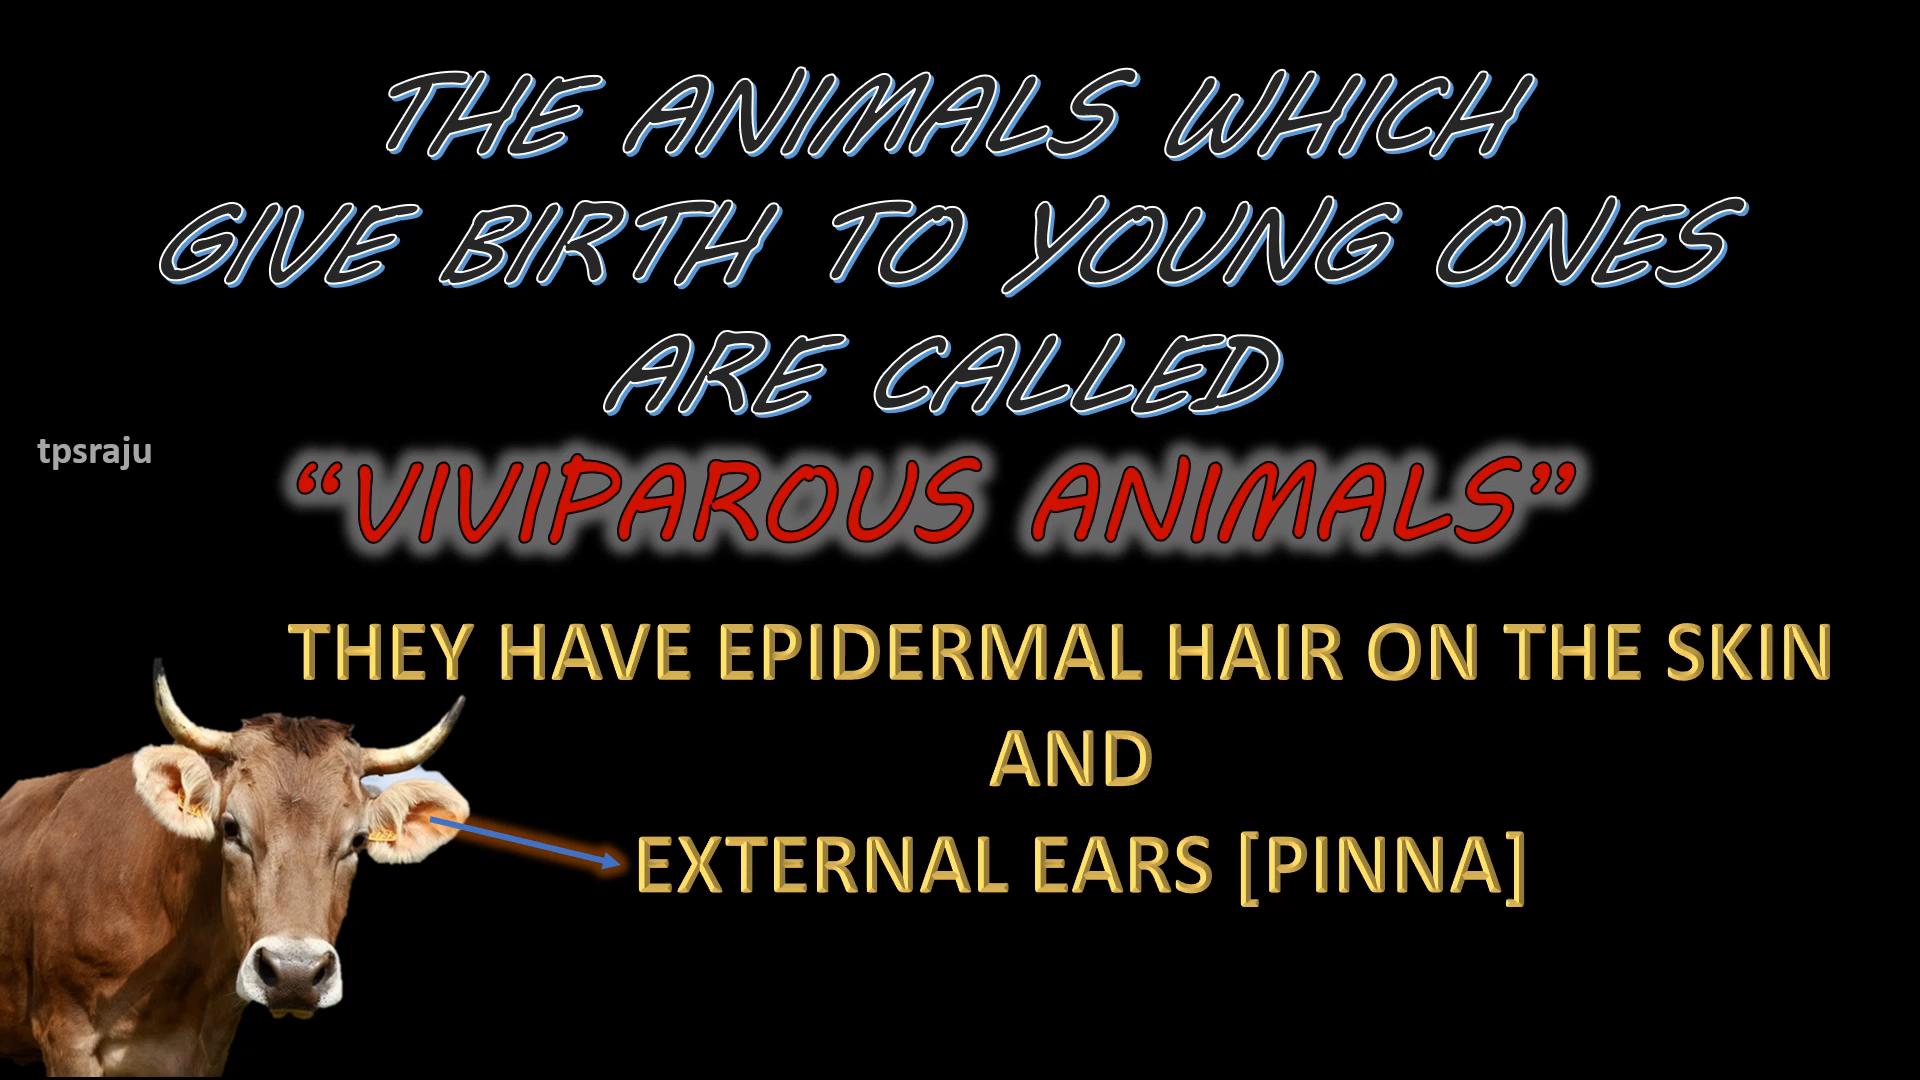 THE ANIMALS WHICH
GIVE BIRTH TO YOUNG ONES
ARE CALLED
tpsraju
“VIVIPAROUS ANIMALS”
THEY HAVE EPIDERMAL HAIR ON THE SKIN
AND
EXTERNAL EARS [PINNA]